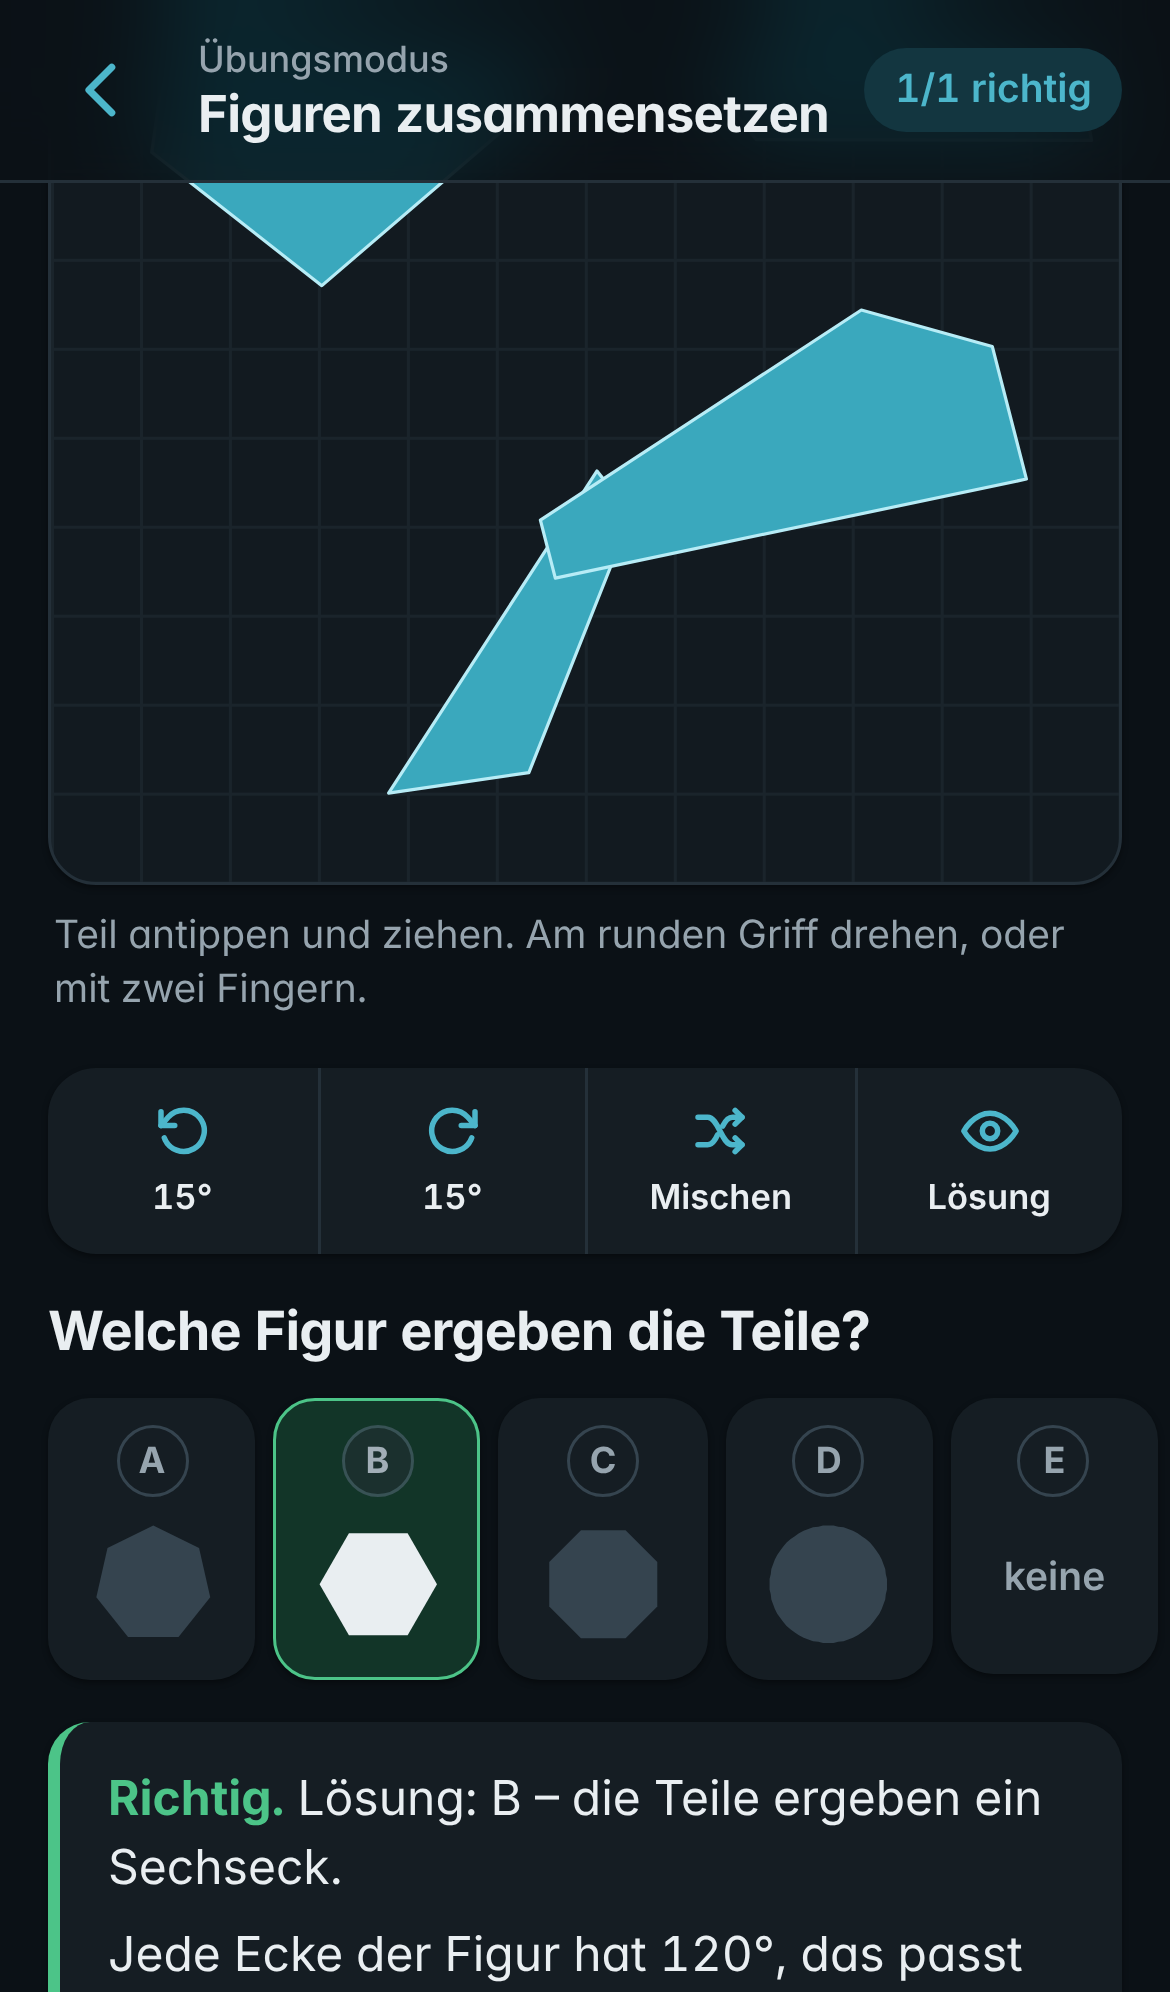 Übungsmodus
Figuren zusammensetzen
1/1 richtig
Teil antippen und ziehen. Am runden Griff drehen, oder
mit zwei Fingern.
15°
15°
Mischen
Lösung
Welche Figur ergeben die Teile?
A
B
C
D
E
keine
Richtig. Lösung: B – die Teile ergeben ein
Sechseck.
Jede Ecke der Figur hat 120°, das passt